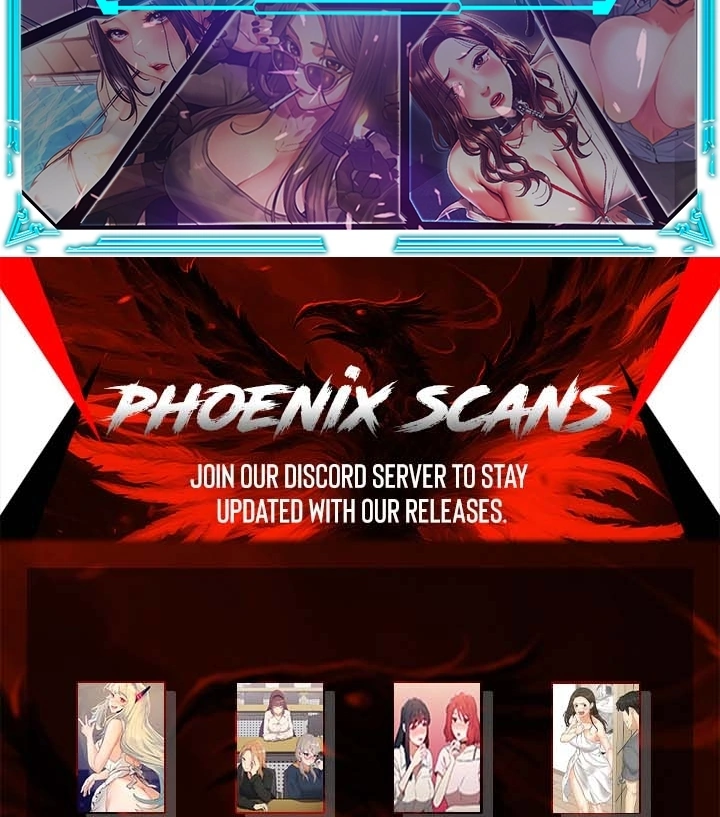 PHOENIX SCANS
JOIN OUR DISCORD SERVER TO STAY
UPDATED WITH OUR RELEASES.